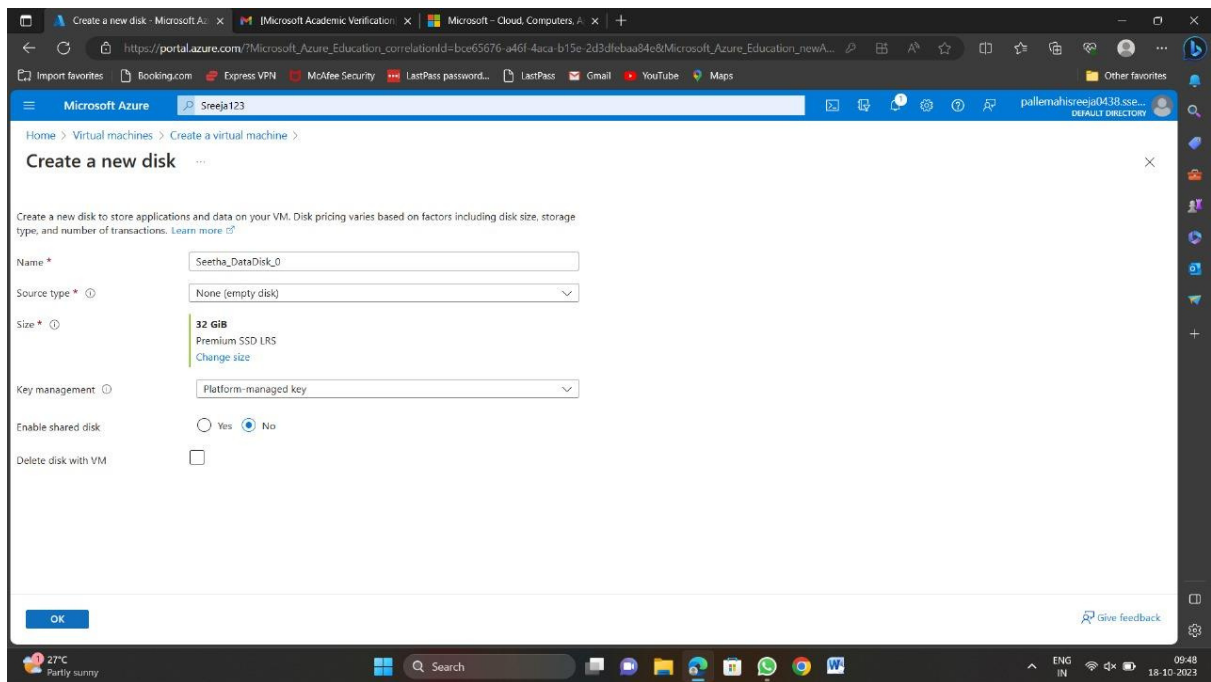 Create a new disk - Microsoft Az
[Microsoft Academic Verification]
Microsoft – Cloud, Computers, A
https://portal.azure.com/?Microsoft_Azure_Education_correlationId=bce65676-a46f-4aca-b15e-2d3dfebaa84e&Microsoft_Azure_Education_newA...
Import favorites
Booking.com
Express VPN
McAfee Security
LastPass password...
LastPass
Gmail
YouTube
Maps
Other favorites
Microsoft Azure
Sreeja123
1
pallemahisreeja0438.sse...
DEFAULT DIRECTORY
Home > Virtual machines > Create a virtual machine >
Create a new disk ...
Create a new disk to store applications and data on your VM. Disk pricing varies based on factors including disk size, storage
type, and number of transactions. Learn more
Name *
Seetha_DataDisk_0
Source type *
None (empty disk)
Size *
32 GiB
Premium SSD LRS
Change size
Key management
Platform-managed key
Enable shared disk
Yes
No
Delete disk with VM
OK
Give feedback
1
27°C
Partly sunny
Search
ENG
IN
09:48
18-10-2023